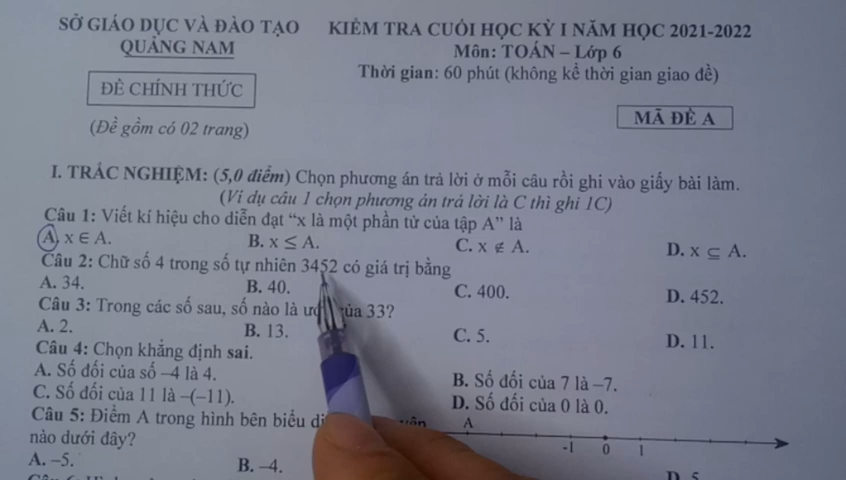 SỞ GIÁO DỤC VÀ ĐÀO TẠO
QUẢNG NAM
KIỂM TRA CUỐI HỌC KỲ I NĂM HỌC 2021-2022
Môn: TOÁN – Lớp 6
Thời gian: 60 phút (không kể thời gian giao đề)
ĐỀ CHÍNH THỨC
MÃ ĐỀ A
(Đề gồm có 02 trang)
I. TRẮC NGHIỆM: (5,0 điểm) Chọn phương án trả lời ở mỗi câu rồi ghi vào giấy bài làm.
(Ví dụ câu 1 chọn phương án trả lời là C thì ghi 1C)
Câu 1: Viết kí hiệu cho diễn đạt “x là một phần tử của tập A” là
A. x ∈ A. B. x ≤ A. C. x ∉ A. D. x ⊆ A.
Câu 2: Chữ số 4 trong số tự nhiên 3452 có giá trị bằng
A. 34. B. 40. C. 400. D. 452.
Câu 3: Trong các số sau, số nào là của 33?
A. 2. B. 13. C. 5. D. 11.
Câu 4: Chọn khẳng định sai.
A. Số đối của số –4 là 4. B. Số đối của 7 là –7.
C. Số đối của 11 là –(–11). D. Số đối của 0 là 0.
Câu 5: Điểm A trong hình bên biểu
nào dưới đây?
A
-1 0 1
A. –5. B. –4. D. 5